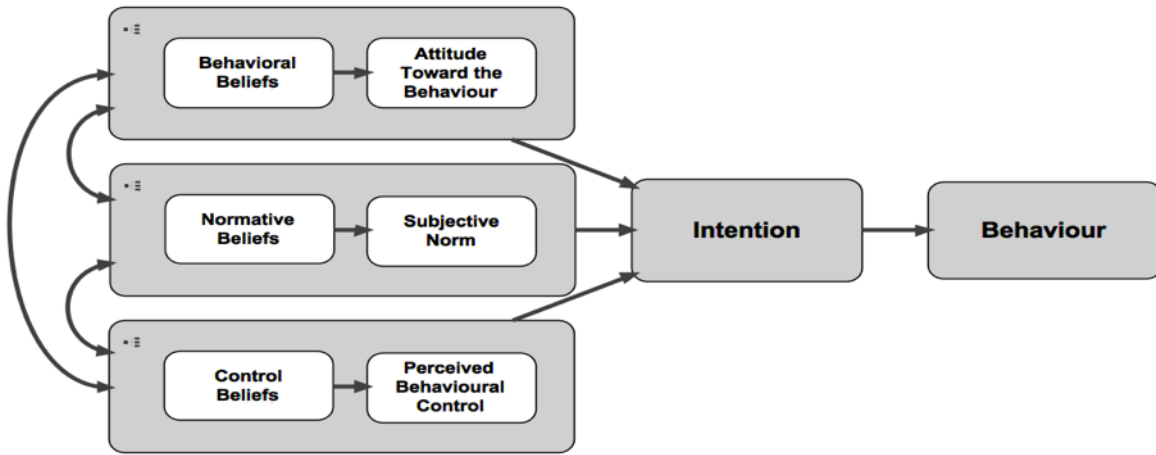 Behavioral
Beliefs
Attitude
Toward the
Behaviour
Normative
Beliefs
Subjective
Norm
Intention
Behaviour
Control
Beliefs
Perceived
Behavioural
Control